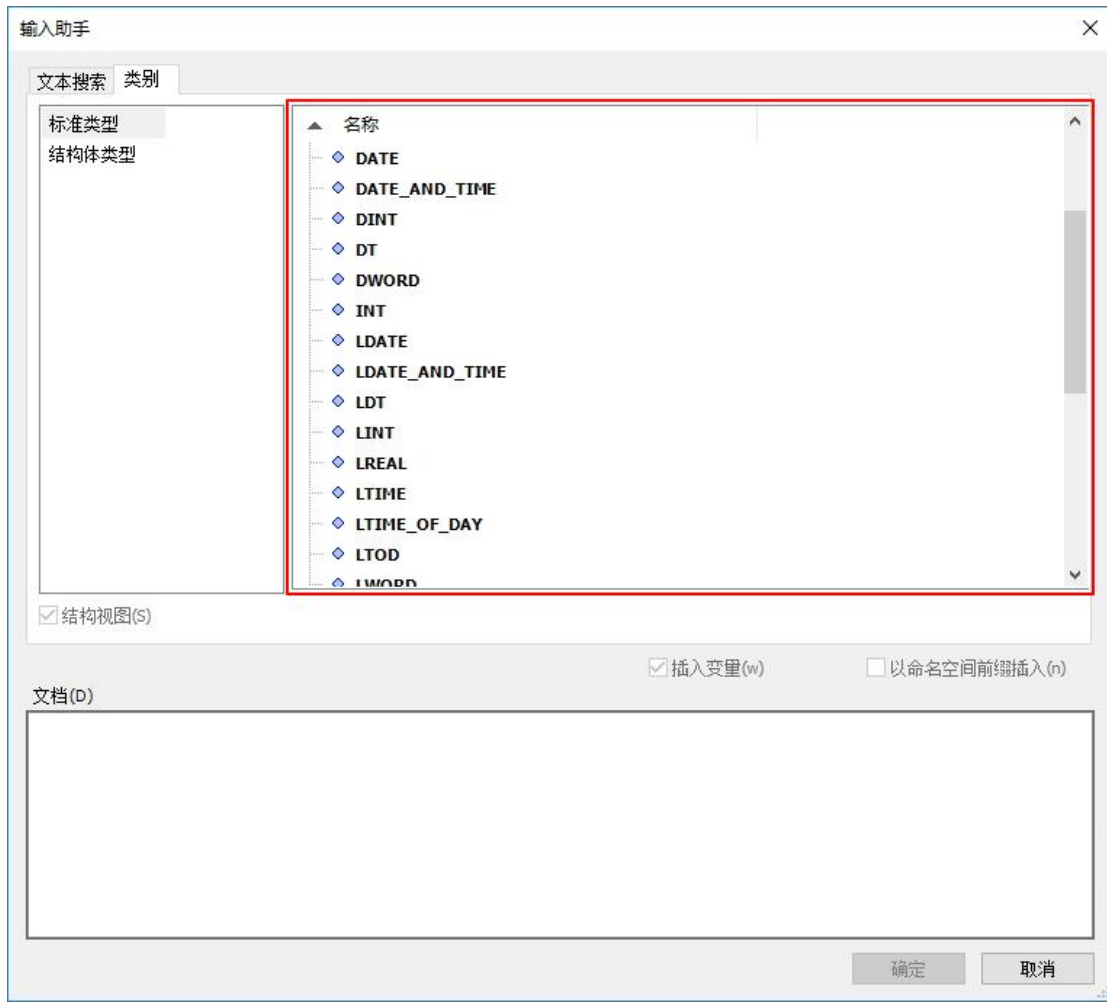 输入助手
文本搜索 类别
标准类型
结构体类型
名称
DATE
DATE_AND_TIME
DINT
DT
DWORD
INT
LDATE
LDATE_AND_TIME
LDT
LINT
LREAL
LTIME
LTIME_OF_DAY
LTOD
LWORD
结构视图(S)
插入变量(w) 以命名空间前缀插入(n)
文档(D)
确定 取消